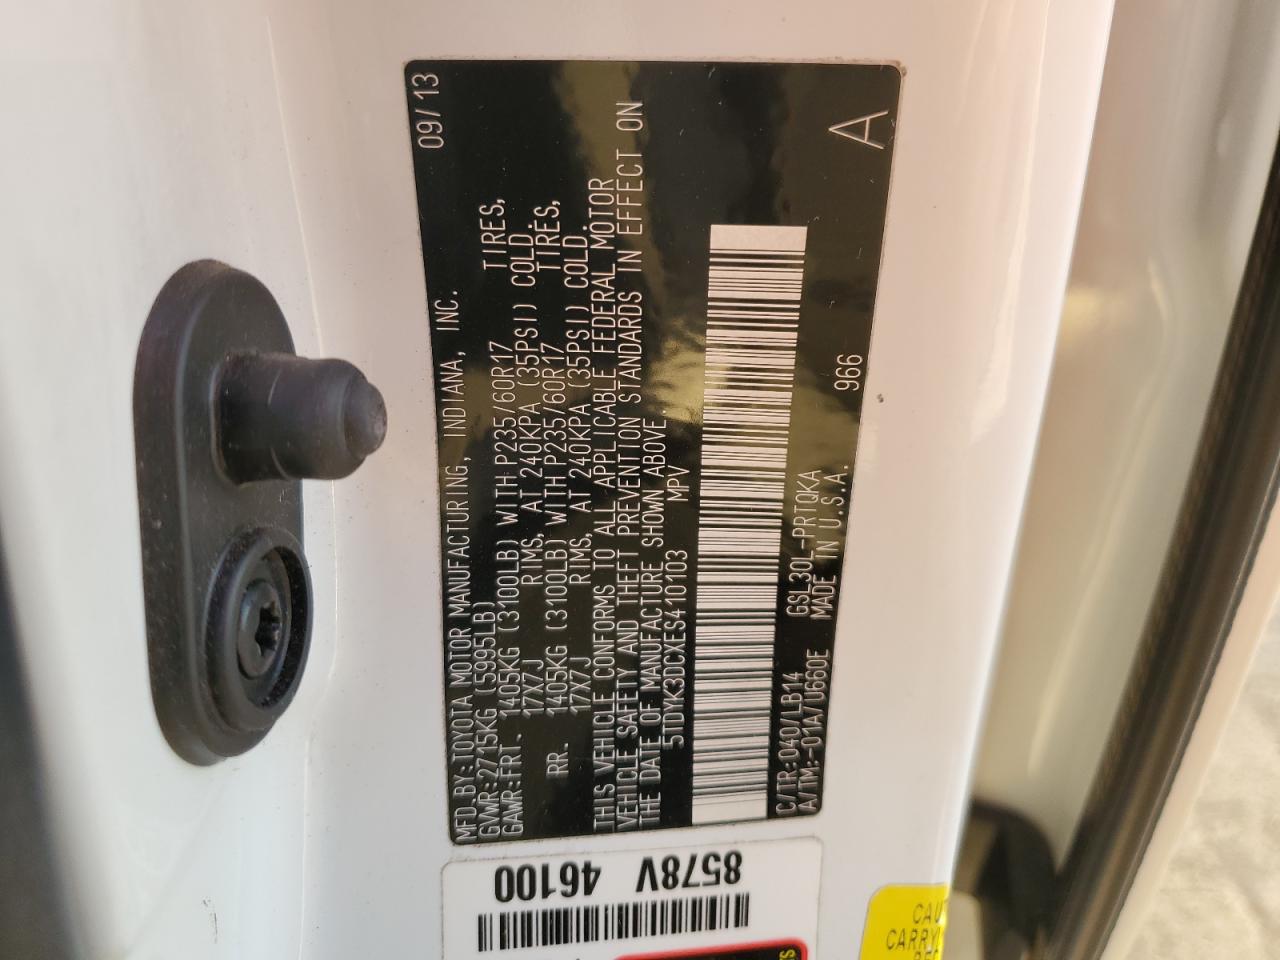 MFD.BY:TOYOTA MOTOR MANUFACTURING, INDIANA, INC. 09/13
GVWR:2715KG (5995LB)
GAWR:FRT. 1405KG (3100LB) WITH P235/60R17 TIRES,
17X7J RIMS, AT 240KPA (35PSI) COLD.
RR. 1405KG (3100LB) WITH P235/60R17 TIRES,
17X7J RIMS, AT 240KPA (35PSI) COLD.
THIS VEHICLE CONFORMS TO ALL APPLICABLE FEDERAL MOTOR
VEHICLE SAFETY AND THEFT PREVENTION STANDARDS IN EFFECT ON
THE DATE OF MANUFACTURE SHOWN ABOVE.
5TDYK3DCXES410103 MPV
C/TR:040/LB14 GSL30L-PRTQKA
A/TM:-01A/U660E MADE IN U.S.A. 966 A
8578V
46100
CAU
CARRY